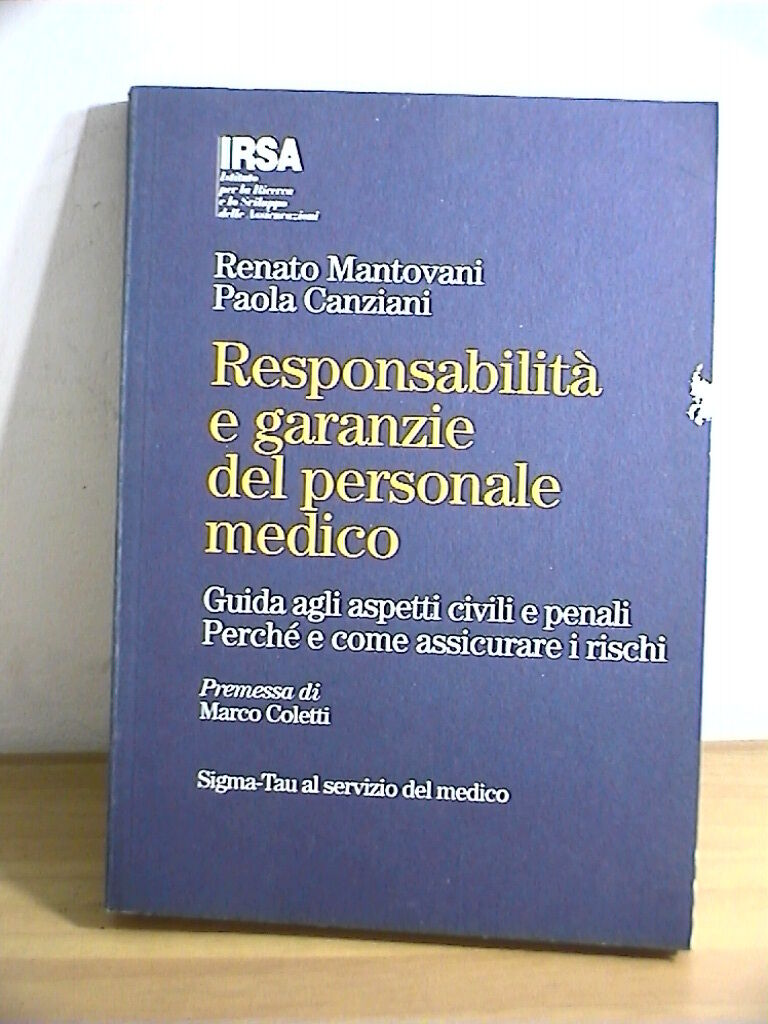 IRSA
Istituto
per la Ricerca
e lo Sviluppo
delle Assicurazioni
Renato Mantovani
Paola Canziani
Responsabilità
e garanzie
del personale
medico
Guida agli aspetti civili e penali
Perché e come assicurare i rischi
Premessa di
Marco Coletti
Sigma-Tau al servizio del medico